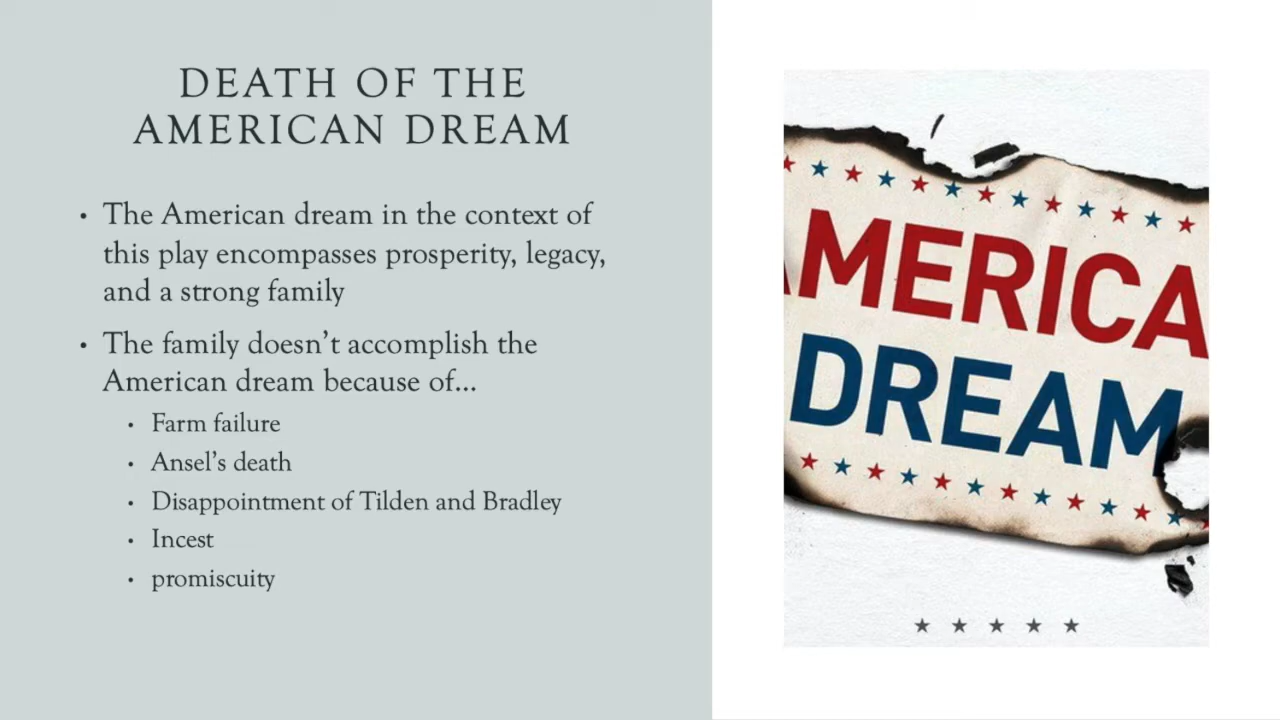 DEATH OF THE
AMERICAN DREAM
• The American dream in the context of
this play encompasses prosperity, legacy,
and a strong family
• The family doesn’t accomplish the
American dream because of…
• Farm failure
• Ansel’s death
• Disappointment of Tilden and Bradley
• Incest
• promiscuity
AMERICA
DREAM